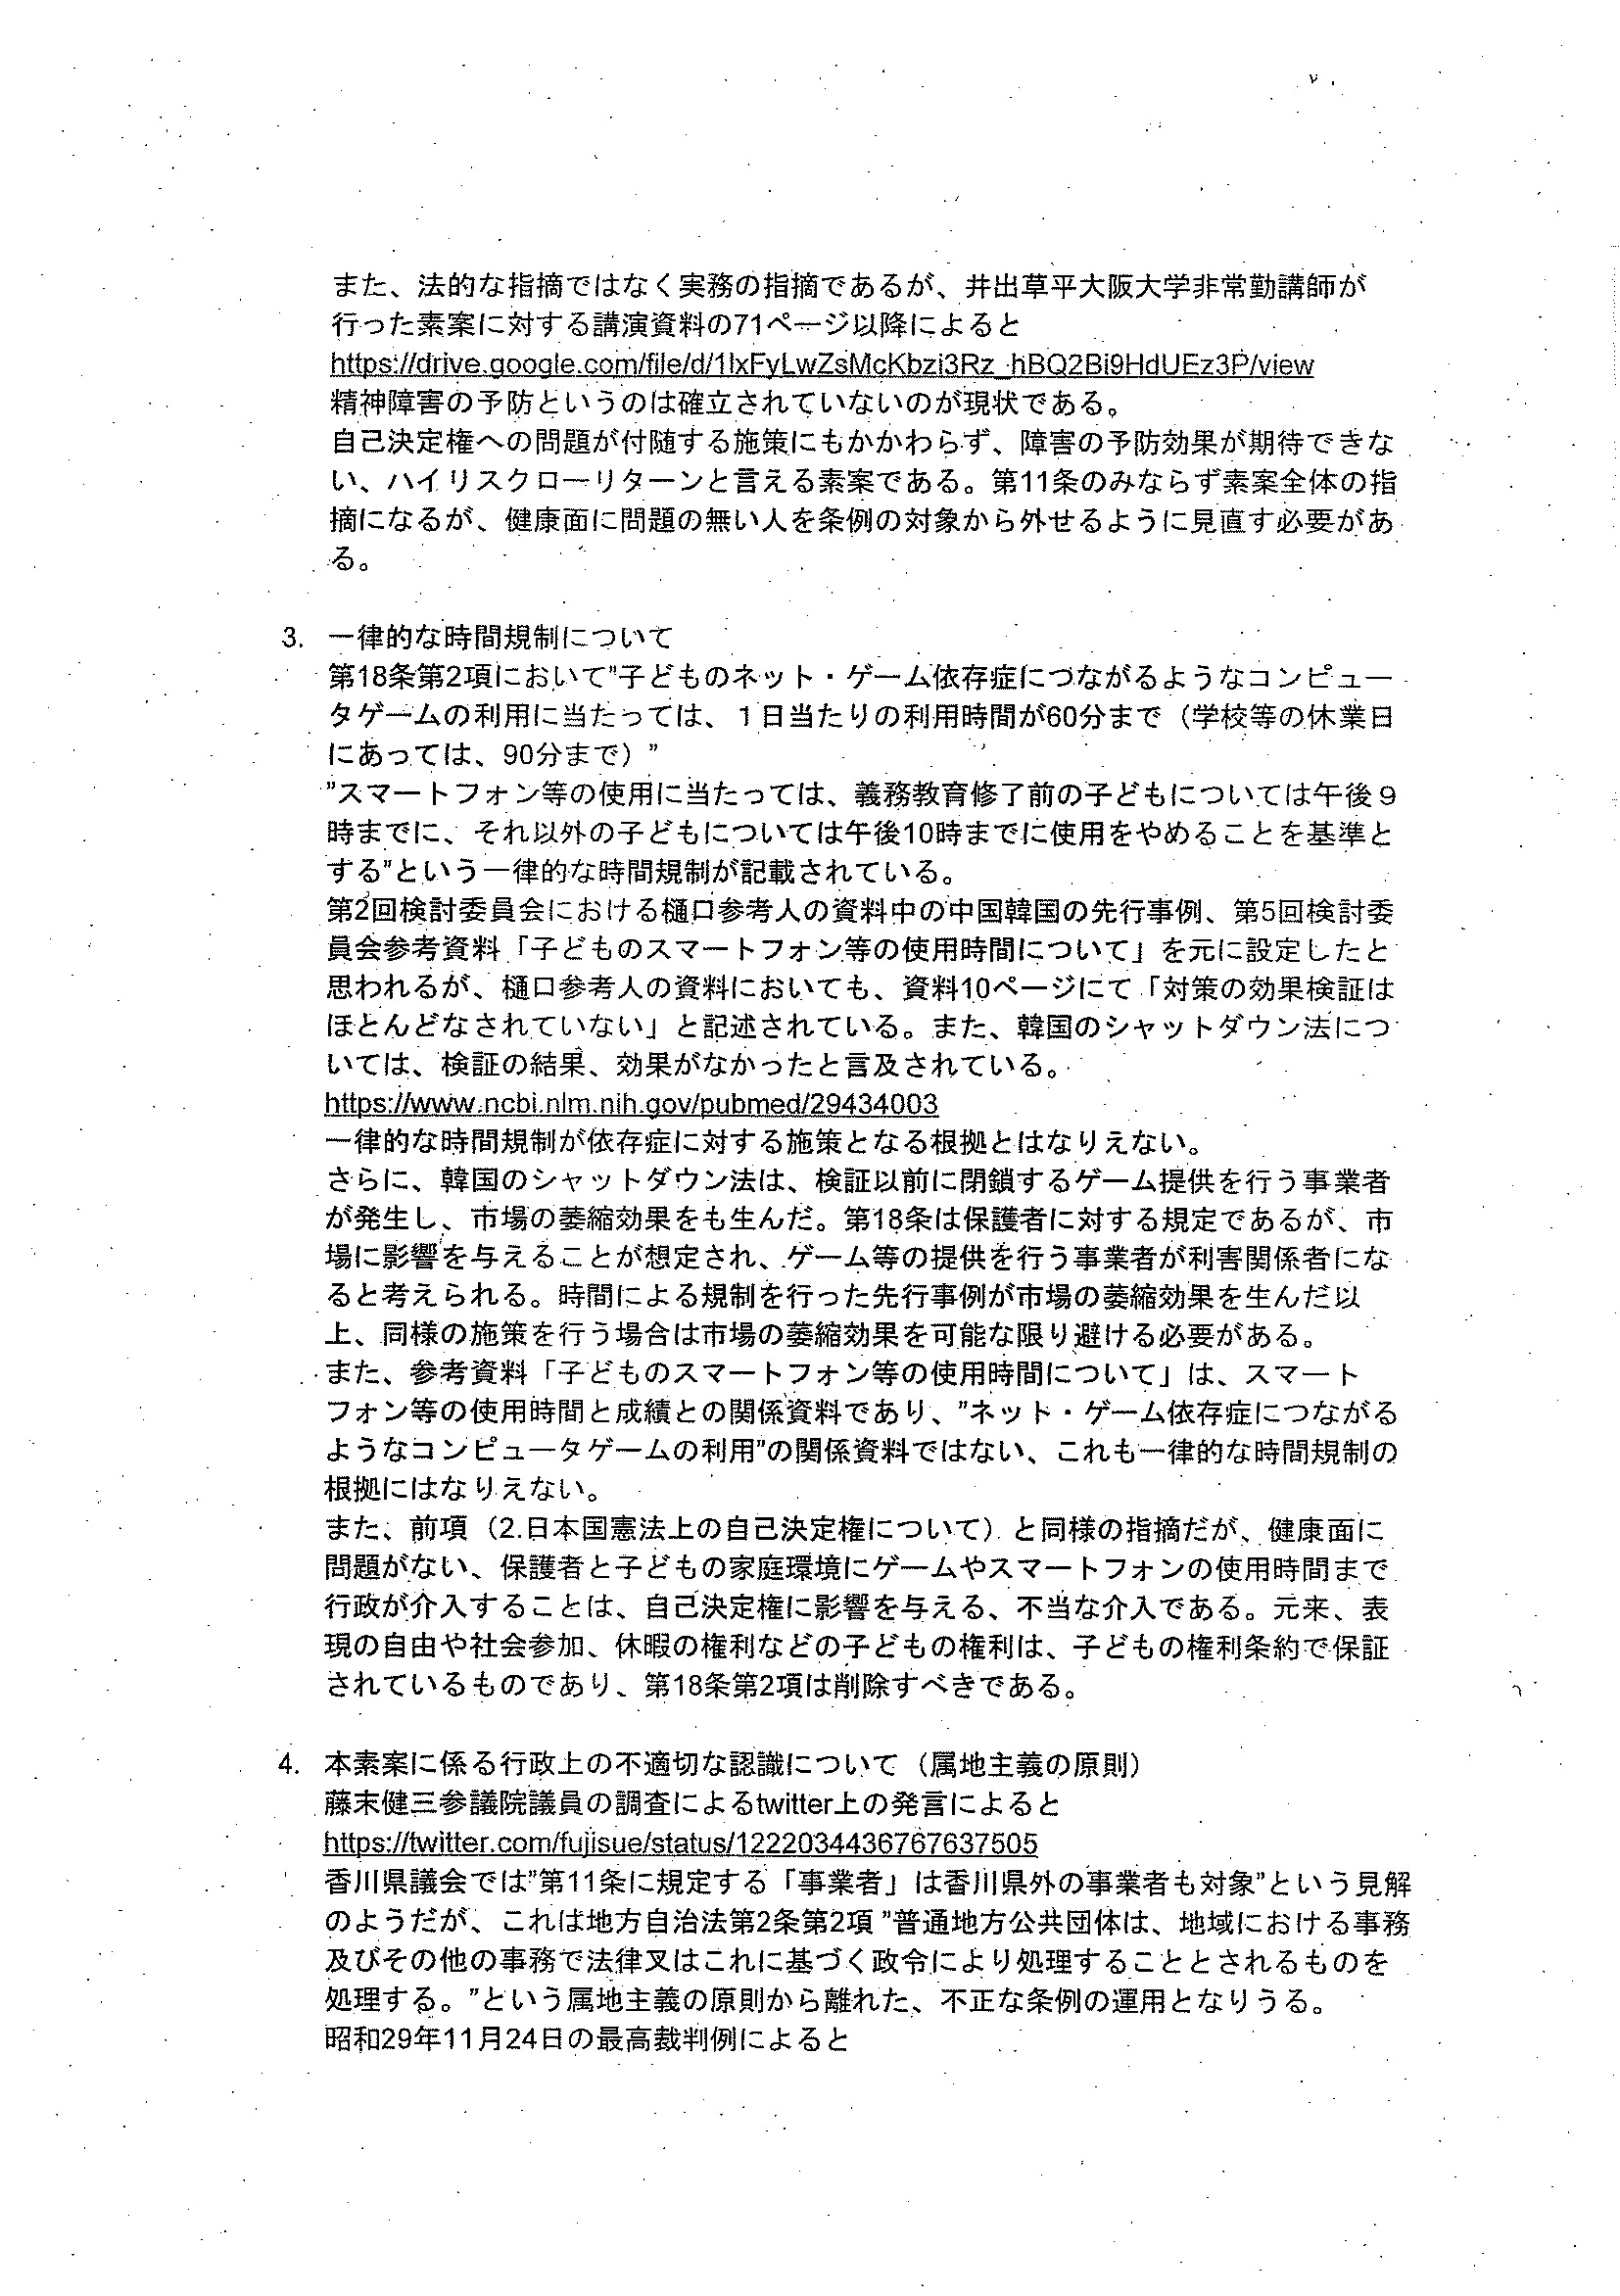 また、法的な指摘ではなく実務の指摘であるが、井出草平大阪大学非常勤講師が
行った素案に対する講演資料の71ページ以降によると
https://drive.google.com/file/d/1lxFyLwZsMcKbzi3Rz_-hBQ2Bi9HdUEz3P/view
精神障害の予防というのは確立されていないのが現状である。
自己決定権への問題が付随する施策にもかかわらず、障害の予防効果が期待できな
い、ハイリスクローリターンと言える素案である。第11条のみならず素案全体の指
摘になるが、健康面に問題の無い人を条例の対象から外せるように見直す必要があ
る。
3. 一律的な時間規制について
第18条第2項において”子どものネット・ゲーム依存症につながるようなコンピュー
タゲームの利用に当たっては、１日当たりの利用時間が60分まで（学校等の休業日
にあっては、90分まで）”
”スマートフォン等の使用に当たっては、義務教育修了前の子どもについては午後９
時までに、それ以外の子どもについては午後10時までに使用をやめることを基準と
する”という一律的な時間規制が記載されている。
第2回検討委員会における樋口参考人の資料中の中国韓国の先行事例、第5回検討委
員会参考資料「子どものスマートフォン等の使用時間について」を元に設定したと
思われるが、樋口参考人の資料においても、資料10ページにて「対策の効果検証は
ほとんどなされていない」と記述されている。また、韓国のシャットダウン法につ
いては、検証の結果、効果がなかったと言及されている。
https://www.ncbi.nlm.nih.gov/pubmed/29434003
一律的な時間規制が依存症に対する施策となる根拠とはなりえない。
さらに、韓国のシャットダウン法は、検証以前に閉鎖するゲーム提供を行う事業者
が発生し、市場の萎縮効果をも生んだ。第18条は保護者に対する規定であるが、市
場に影響を与えることが想定され、ゲーム等の提供を行う事業者が利害関係者にな
ると考えられる。時間による規制を行った先行事例が市場の萎縮効果を生んだ以
上、同様の施策を行う場合は市場の萎縮効果を可能な限り避ける必要がある。
また、参考資料「子どものスマートフォン等の使用時間について」は、スマート
フォン等の使用時間と成績との関係資料であり、”ネット・ゲーム依存症につながる
ようなコンピュータゲームの利用”の関係資料ではない、これも一律的な時間規制の
根拠にはなりえない。
また、前項（2.日本国憲法上の自己決定権について）と同様の指摘だが、健康面に
問題がない、保護者と子どもの家庭環境にゲームやスマートフォンの使用時間まで
行政が介入することは、自己決定権に影響を与える、不当な介入である。元来、表
現の自由や社会参加、休暇の権利などの子どもの権利は、子どもの権利条約で保証
されているものであり、第18条第2項は削除すべきである。
4. 本素案に係る行政上の不適切な認識について（属地主義の原則）
藤末健三参議院議員の調査によるtwitter上の発言によると
https://twitter.com/fujisue/status/1222034436767637505
香川県議会では”第11条に規定する「事業者」は香川県外の事業者も対象”という見解
のようだが、これは地方自治法第2条第2項 ”普通地方公共団体は、地域における事務
及びその他の事務で法律又はこれに基づく政令により処理することとされるものを
処理する。”という属地主義の原則から離れた、不正な条例の運用となりうる。
昭和29年11月24日の最高裁判例によると